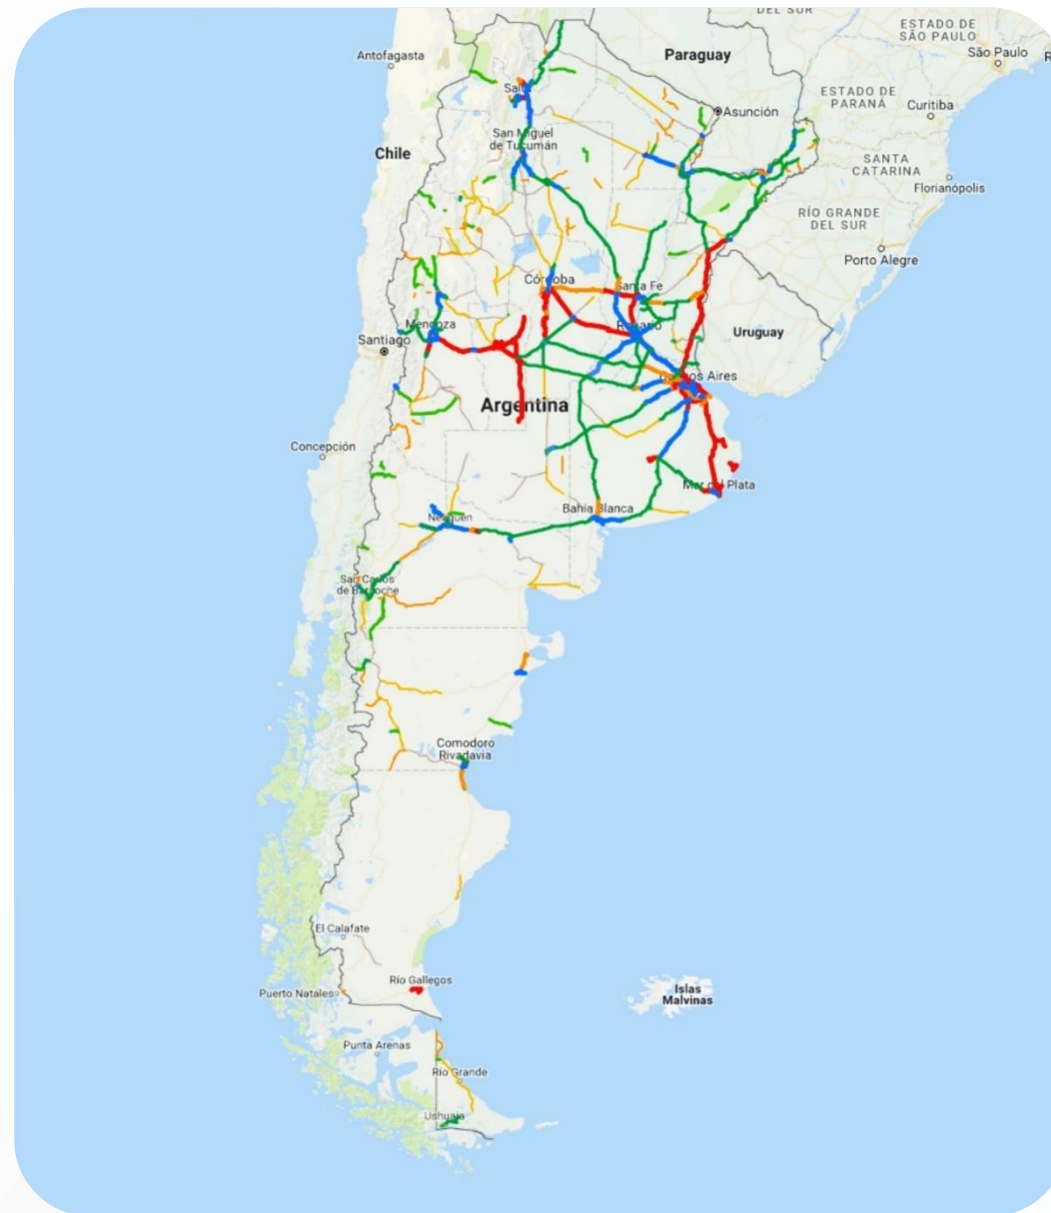 DEL SUR
ESTADO DE
SÃO PAULO
São Paulo
R
Antofagasta
Paraguay
Asunción
ESTADO DE
PARANÁ
Curitiba
Salta
San Miguel
de Tucumán
Chile
SANTA
CATARINA
Florianópolis
RÍO GRANDE
DEL SUR
Porto Alegre
Córdoba
Santa Fe
Mendoza
Rosario
Uruguay
Santiago
Buenos Aires
Argentina
Concepción
Mar del Plata
Bahía Blanca
Neuquén
San Carlos
de Bariloche
Comodoro
Rivadavia
El Calafate
Río Gallegos
Puerto Natales
Islas
Malvinas
Punta Arenas
Río Grande
Ushuaia